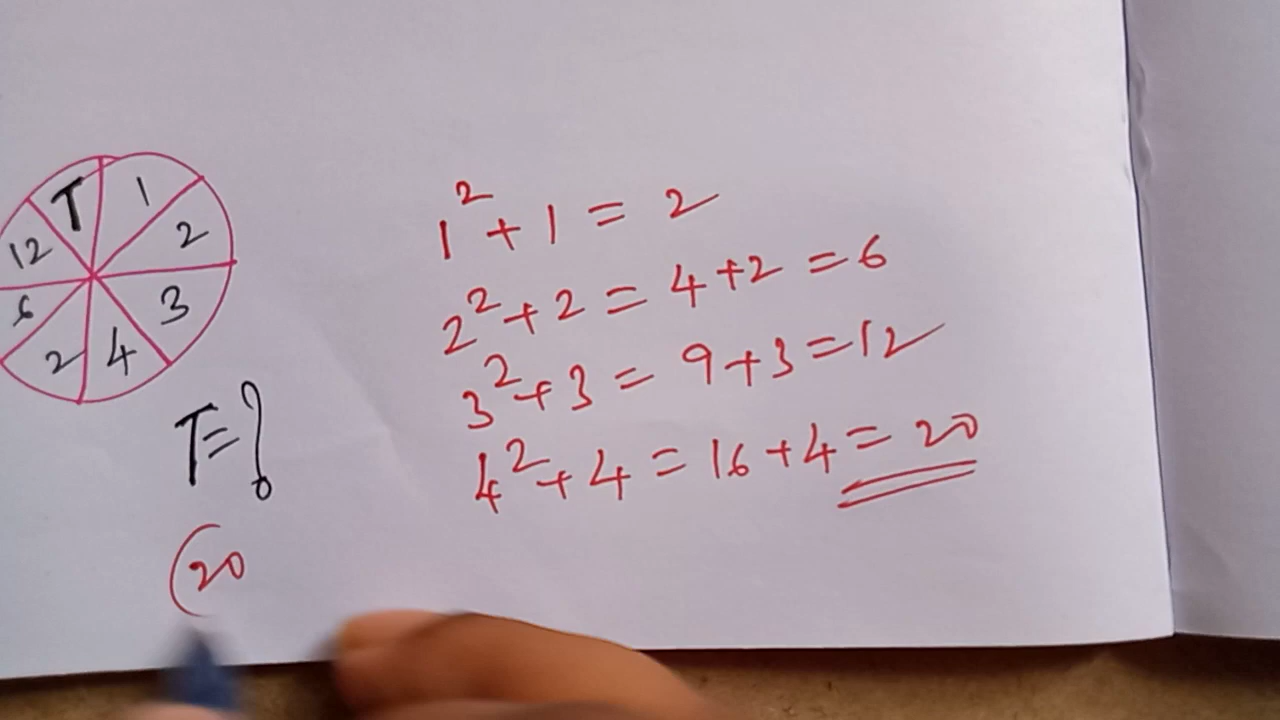 T 1
12 2
6 3
2 4
T=?
20
1²+1 = 2
2²+2 = 4+2 = 6
3²+3 = 9+3 = 12
4²+4 = 16+4 = 20